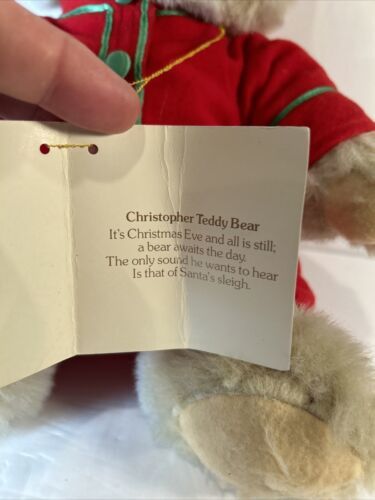 Christopher Teddy Bear
It's Christmas Eve and all is still;
a bear awaits the day.
The only sound he wants to hear
Is that of Santa's sleigh.